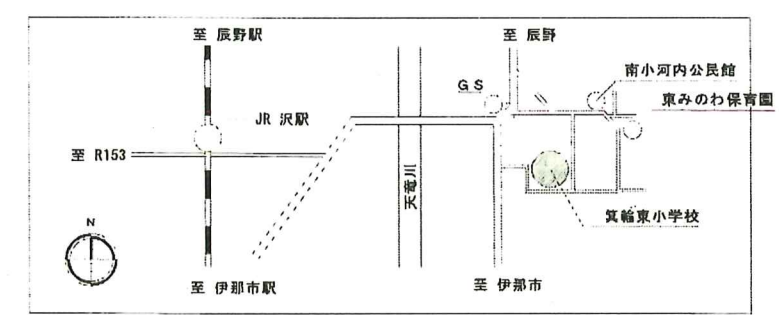 至 辰野駅
至 辰野
南小河内公民館
GS
東みのわ保育園
JR 沢駅
至 R153
天竜川
N
箕輪東小学校
至 伊那市駅
至 伊那市